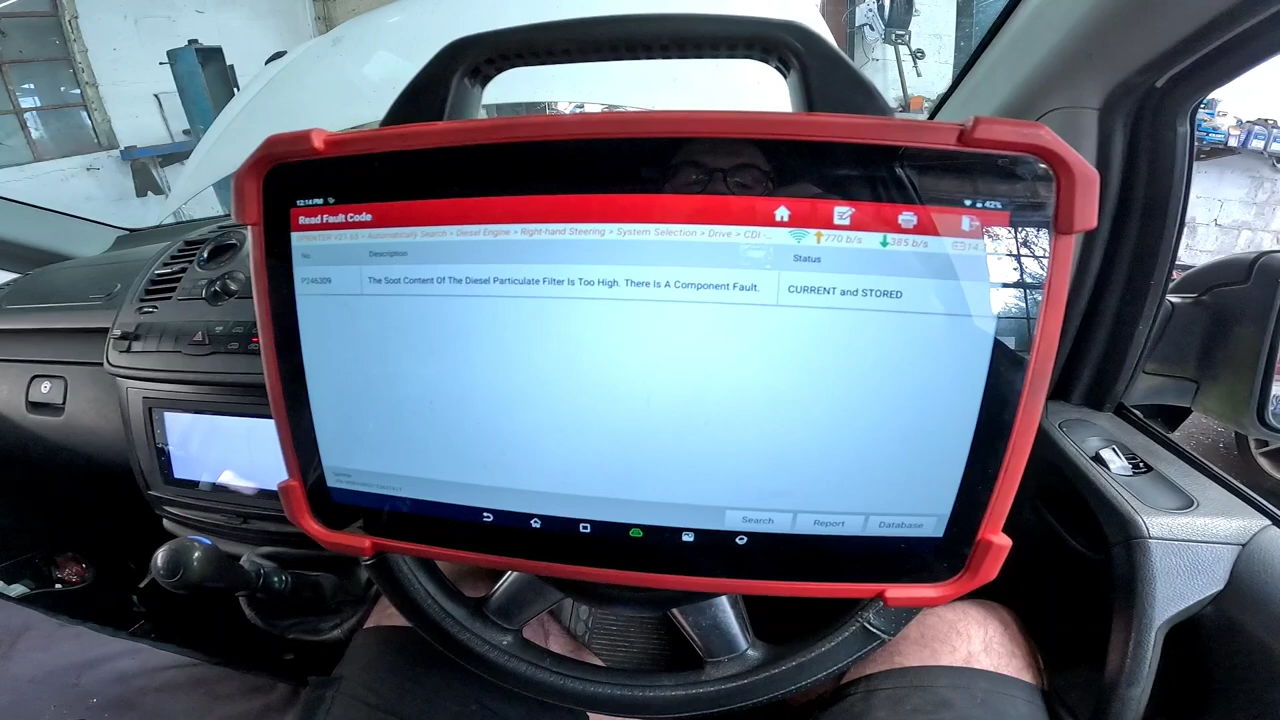 12:14 PM
42%
Read Fault Code
SPRINTER V21.65 > Automatically Search > Diesel Engine > Right-hand Steering > System Selection > Drive > CDI -...
770 b/s
385 b/s
No.
Description
Status
P246309
The Soot Content Of The Diesel Particulate Filter Is Too High. There Is A Component Fault.
CURRENT and STORED
Search
Report
Database